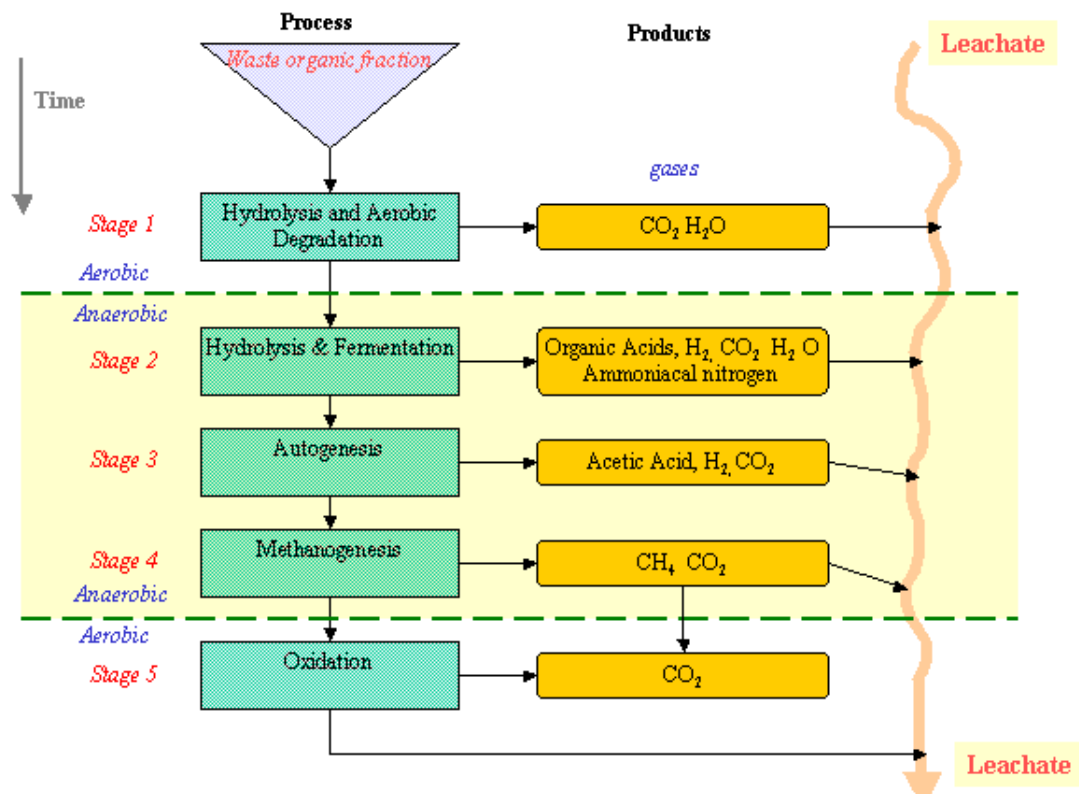 Process
Products
Leachate
Waste organic fraction
Time
gases
Stage 1
Hydrolysis and Aerobic
Degradation
CO₂ H₂O
Aerobic
Anaerobic
Stage 2
Hydrolysis & Fermentation
Organic Acids, H₂, CO₂ H₂ O
Ammoniacal nitrogen
Stage 3
Autogenesis
Acetic Acid, H₂, CO₂
Stage 4
Methanogenesis
CH₄ CO₂
Anaerobic
Aerobic
Stage 5
Oxidation
CO₂
Leachate